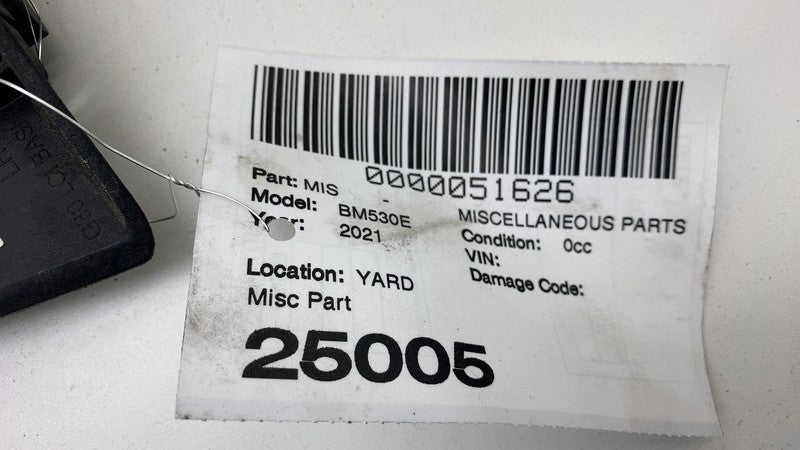 0000051626
Part: MIS -
Model: BM530E MISCELLANEOUS PARTS
Year: 2021 Condition: 0cc
VIN:
Location: YARD Damage Code:
Misc Part
25005